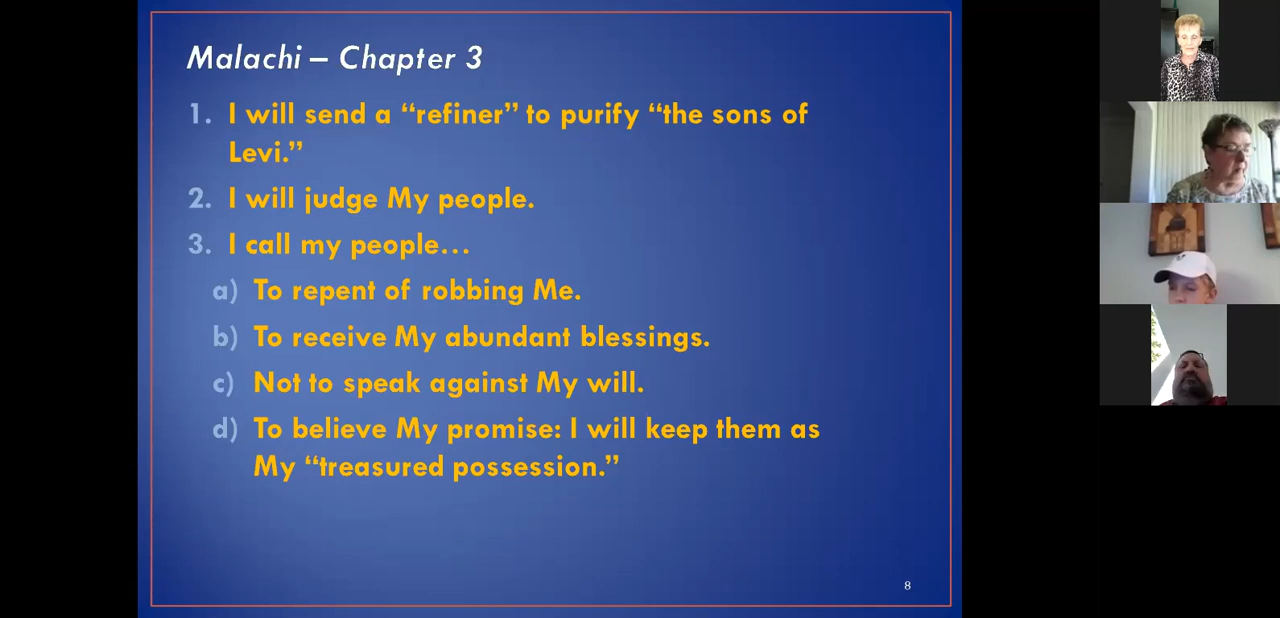 Malachi – Chapter 3
1. I will send a “refiner” to purify “the sons of
Levi.”
2. I will judge My people.
3. I call my people…
a) To repent of robbing Me.
b) To receive My abundant blessings.
c) Not to speak against My will.
d) To believe My promise: I will keep them as
My “treasured possession.”
8